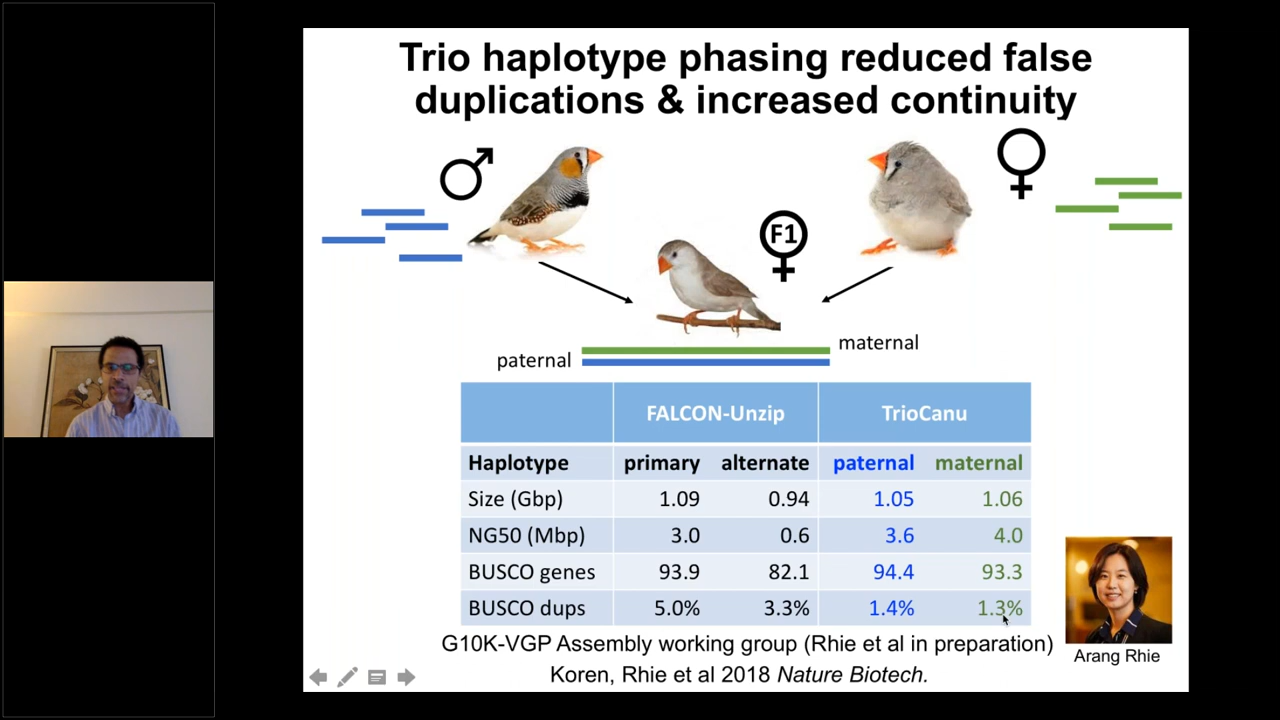 Trio haplotype phasing reduced false
duplications & increased continuity
F1
paternal
maternal
FALCON-Unzip TrioCanu
Haplotype primary alternate paternal maternal
Size (Gbp) 1.09 0.94 1.05 1.06
NG50 (Mbp) 3.0 0.6 3.6 4.0
BUSCO genes 93.9 82.1 94.4 93.3
BUSCO dups 5.0% 3.3% 1.4% 1.3%
G10K-VGP Assembly working group (Rhie et al in preparation)
Koren, Rhie et al 2018 Nature Biotech.
Arang Rhie